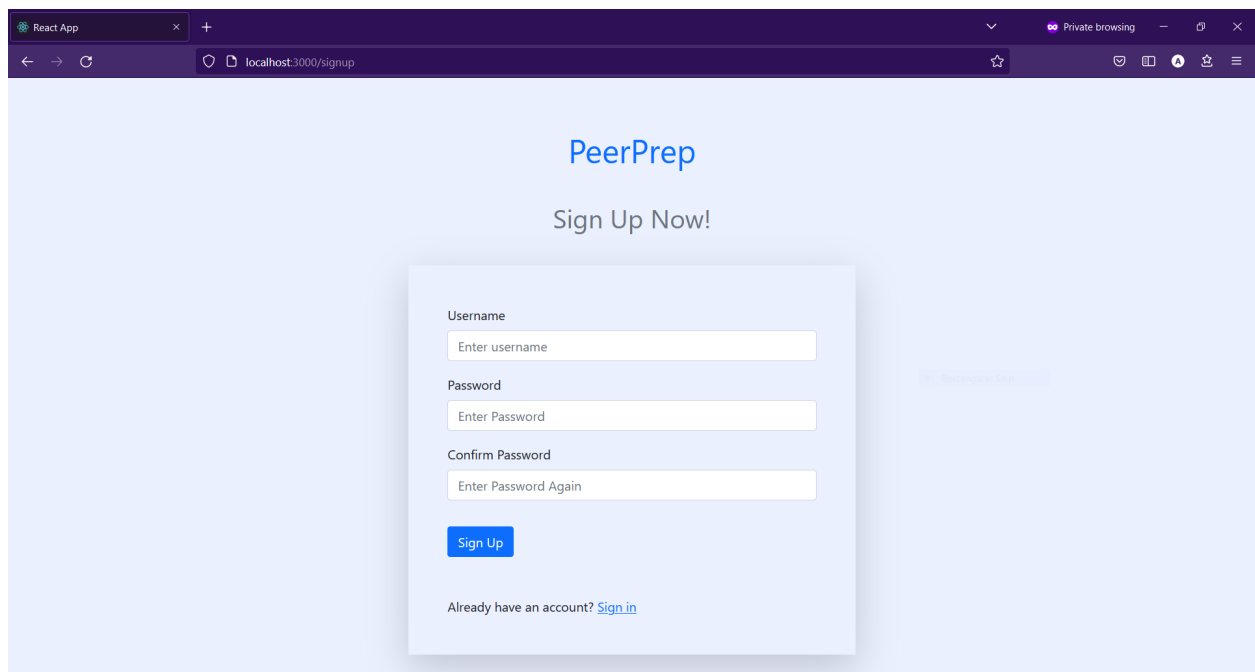 React App
Private browsing
localhost:3000/signup
A
PeerPrep
Sign Up Now!
Username
Enter username
Password
Enter Password
Confirm Password
Enter Password Again
Sign Up
Already have an account? Sign in